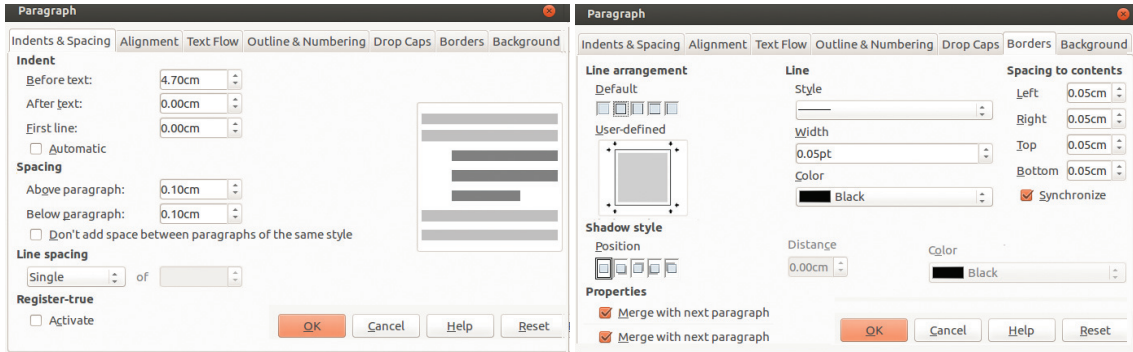 Paragraph
Indents & Spacing Alignment Text Flow Outline & Numbering Drop Caps Borders Background
Indent
Before text: 4.70cm
After text: 0.00cm
First line: 0.00cm
Automatic
Spacing
Above paragraph: 0.10cm
Below paragraph: 0.10cm
Don't add space between paragraphs of the same style
Line spacing
Single of
Register-true
Activate
OK Cancel Help Reset
Paragraph
Indents & Spacing Alignment Text Flow Outline & Numbering Drop Caps Borders Background
Line arrangement Line Spacing to contents
Default Style Left 0.05cm
User-defined Width Right 0.05cm
0.05pt Top 0.05cm
Color Bottom 0.05cm
Black Synchronize
Shadow style
Position Distance Color
0.00cm Black
Properties
Merge with next paragraph
Merge with next paragraph
OK Cancel Help Reset